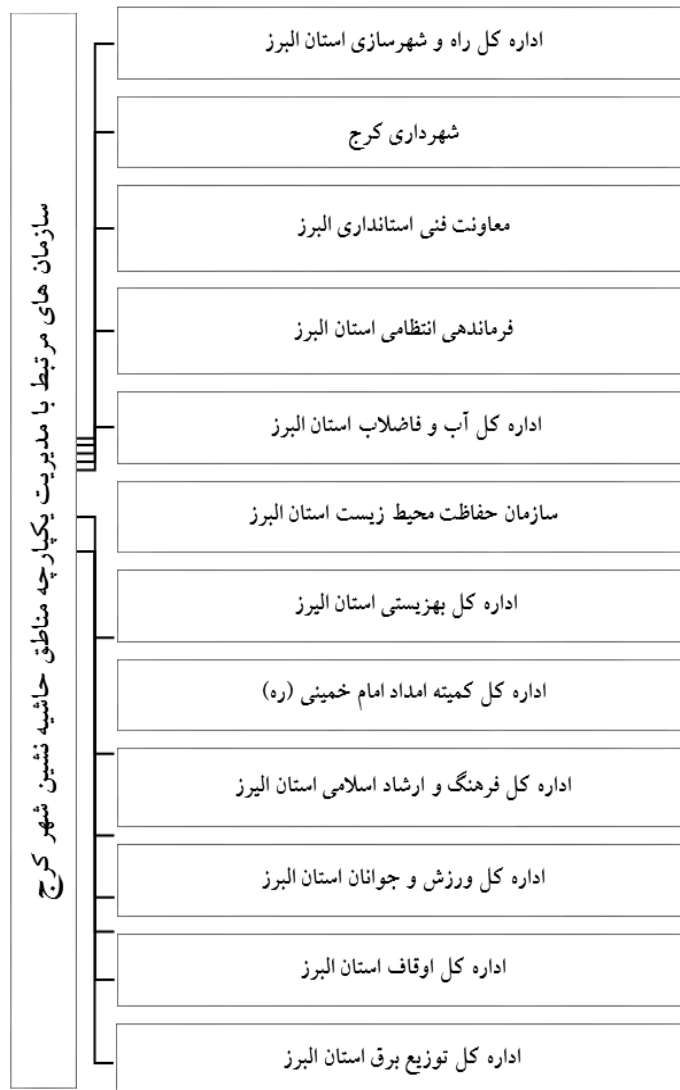 سازمان های مرتبط با مدیریت یکپارچه مناطق حاشیه نشین شهر کرج
اداره کل راه و شهرسازی استان البرز
شهرداری کرج
معاونت فنی استانداری البرز
فرماندهی انتظامی استان البرز
اداره کل آب و فاضلاب استان البرز
سازمان حفاظت محیط زیست استان البرز
اداره کل بهزیستی استان الیرز
اداره کل کمیته امداد امام خمینی (ره)
اداره کل فرهنگ و ارشاد اسلامی استان الیرز
اداره کل ورزش و جوانان استان البرز
اداره کل اوقاف استان البرز
اداره کل توزیع برق استان البرز